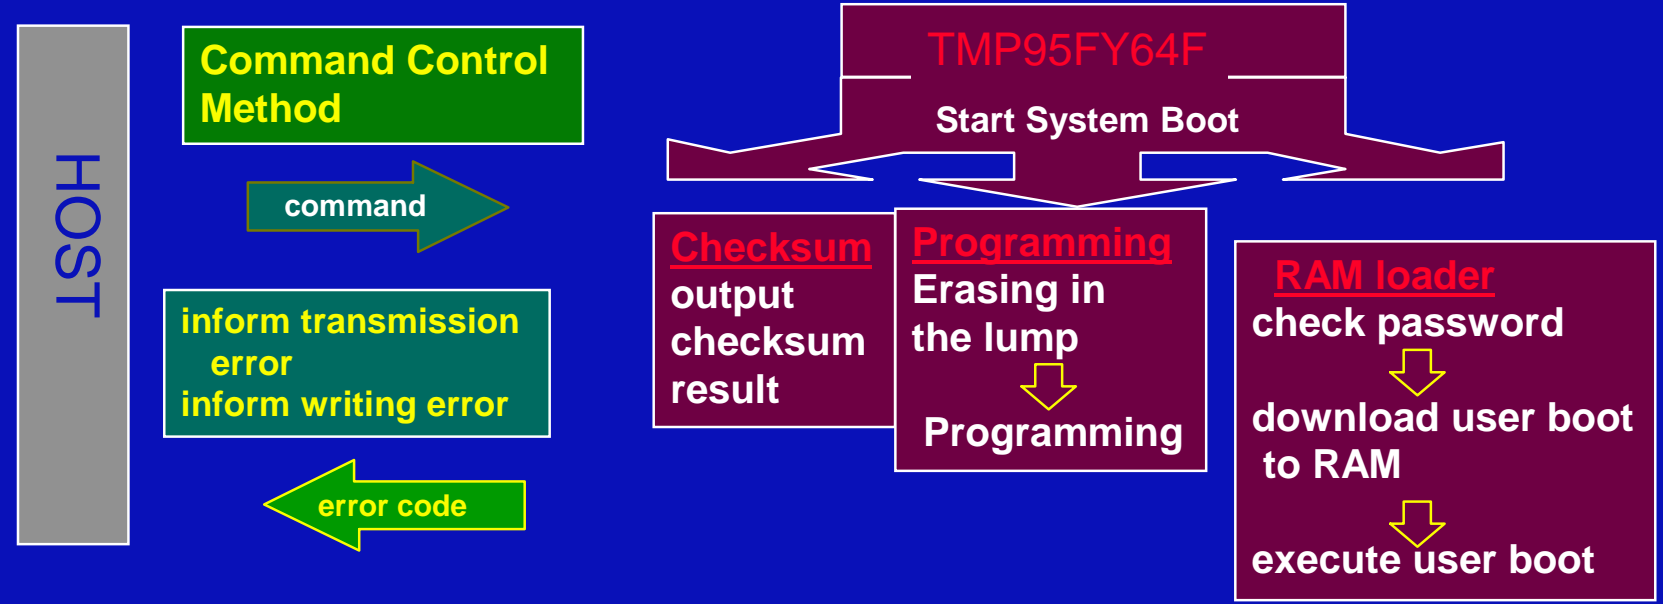 HOST
Command Control
Method
command
inform transmission
error
inform writing error
error code
TMP95FY64F
Start System Boot
Checksum
output
checksum
result
Programming
Erasing in
the lump
Programming
RAM loader
check password
download user boot
to RAM
execute user boot